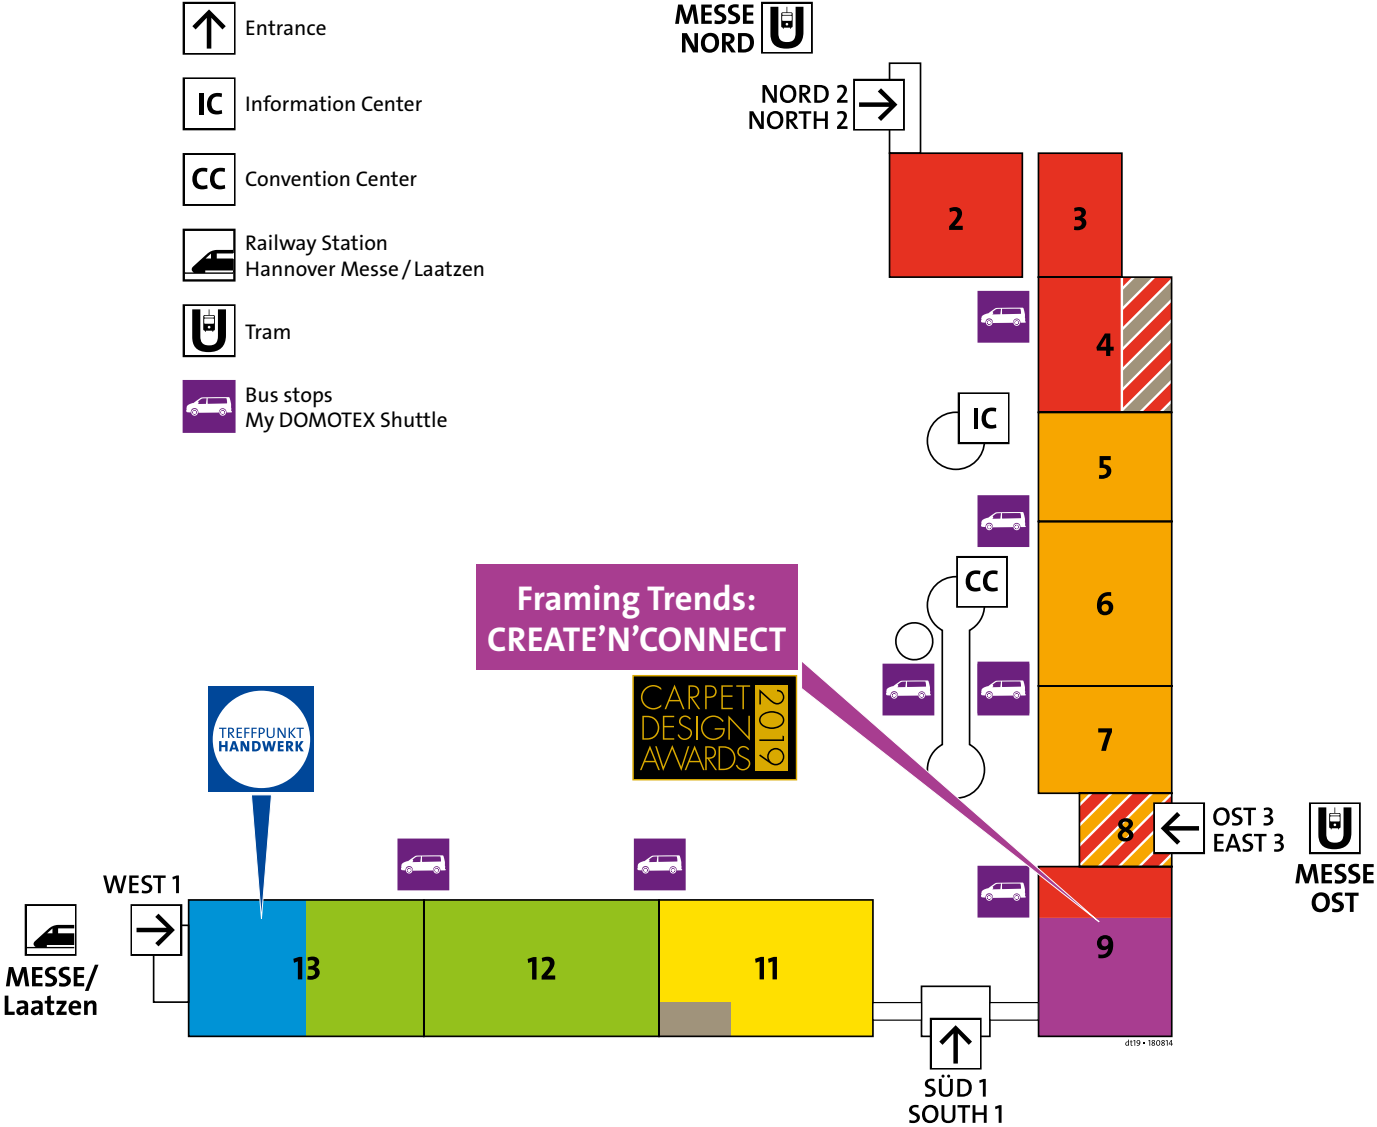 Entrance
IC
Information Center
CC
Convention Center
Railway Station
Hannover Messe / Laatzen
Tram
Bus stops
My DOMOTEX Shuttle
MESSE
NORD
NORD 2
NORTH 2
2
3
4
IC
5
CC
6
7
8
OST 3
EAST 3
MESSE
OST
9
Framing Trends:
CREATE’N’CONNECT
CARPET
DESIGN
AWARDS
2019
TREFFPUNKT
HANDWERK
WEST 1
MESSE/
Laatzen
13
12
11
SÜD 1
SOUTH 1
dt19 • 180814